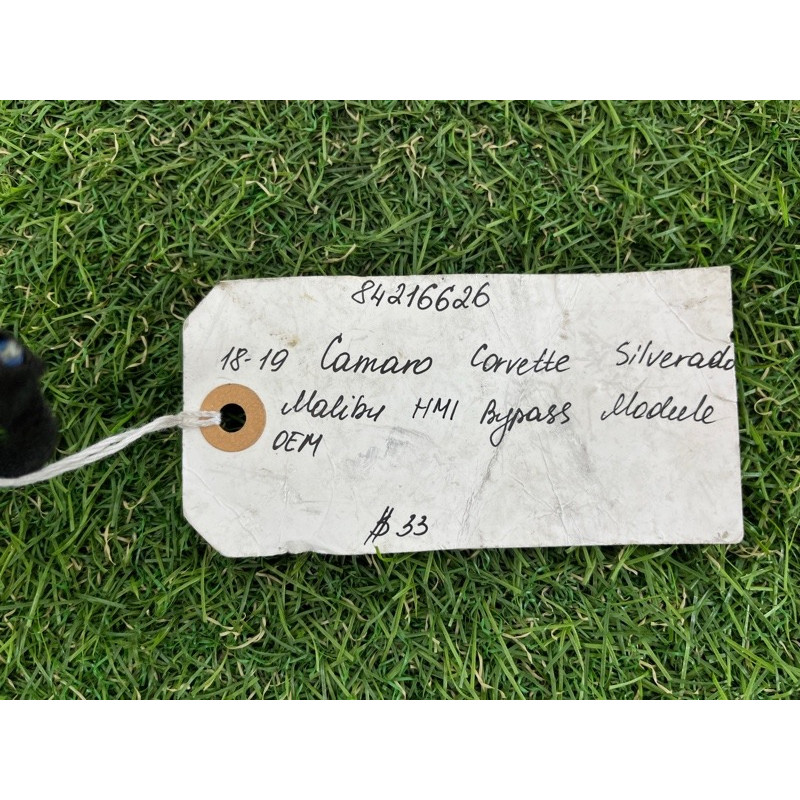 84216626
18-19 Camaro Corvette Silverado
Malibu HMI Bypass Module
OEM
$33